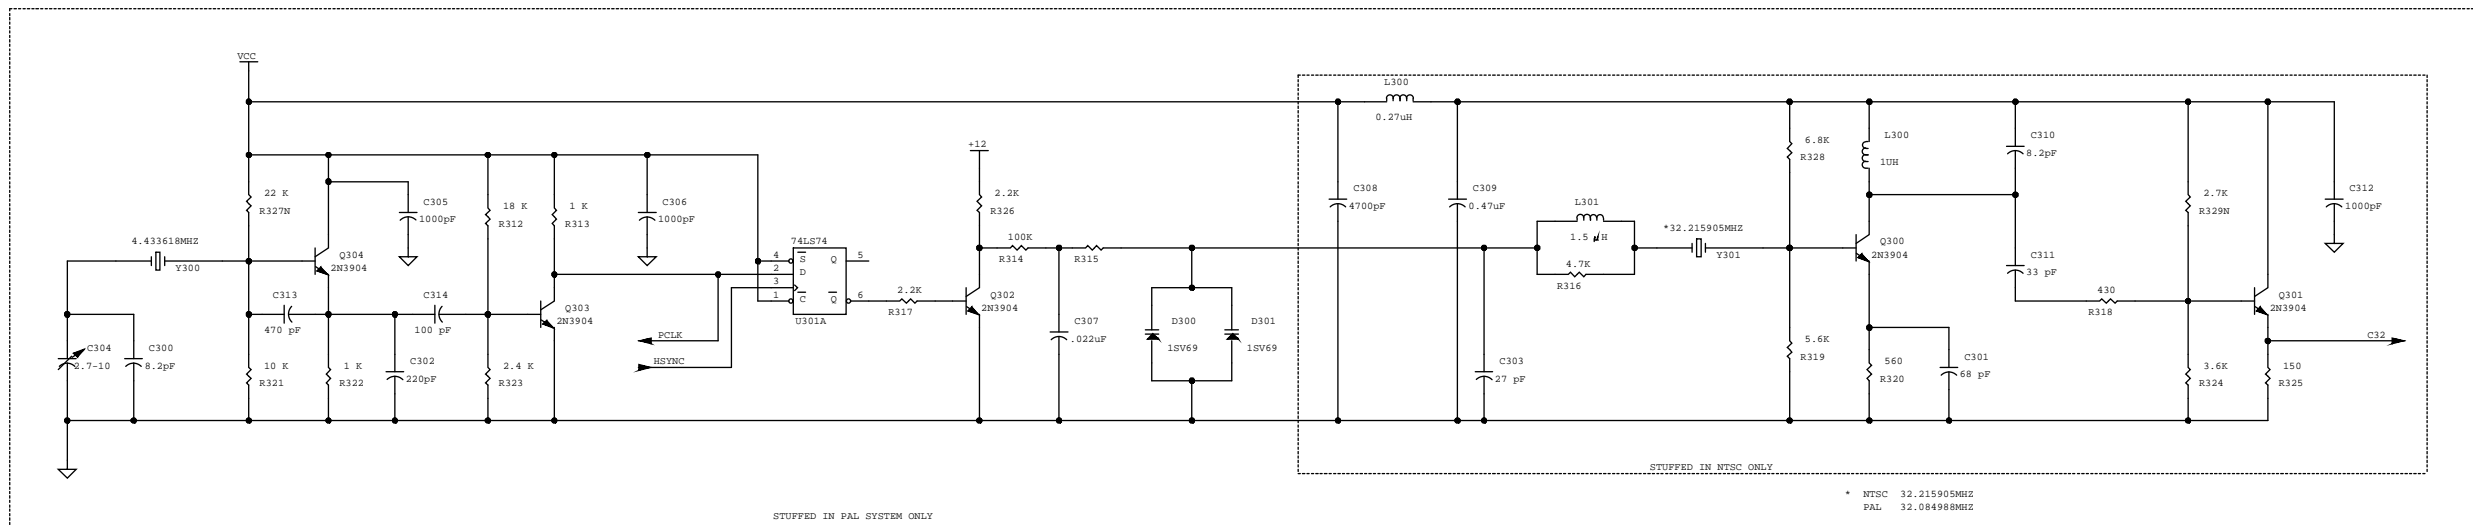 VCC
L300
0.27uH
+12
22 K
R327N
C305
1000pF
18 K
R312
1 K
R313
C306
1000pF
2.2K
R326
C308
4700pF
C309
0.47uF
L301
1.5 µH
4.7K
R316
6.8K
R328
L300
1UH
C310
8.2pF
2.7K
R329N
C312
1000pF
4.433618MHZ
Y300
Q304
2N3904
74LS74
4
S
Q
5
2
D
3
1
C
Q
6
U301A
100K
R314
R315
*32.215905MHZ
Y301
Q300
2N3904
C311
33 pF
C313
470 pF
C314
100 pF
Q303
2N3904
2.2K
R317
Q302
2N3904
430
R318
Q301
2N3904
PCLK
HSYNC
C307
.022uF
D300
1SV69
D301
1SV69
C32
C304
2.7-10
C300
8.2pF
10 K
R321
1 K
R322
C302
220pF
2.4 K
R323
C303
27 pF
5.6K
R319
560
R320
C301
68 pF
3.6K
R324
150
R325
STUFFED IN NTSC ONLY
* NTSC 32.215905MHZ
PAL 32.084988MHZ
STUFFED IN PAL SYSTEM ONLY